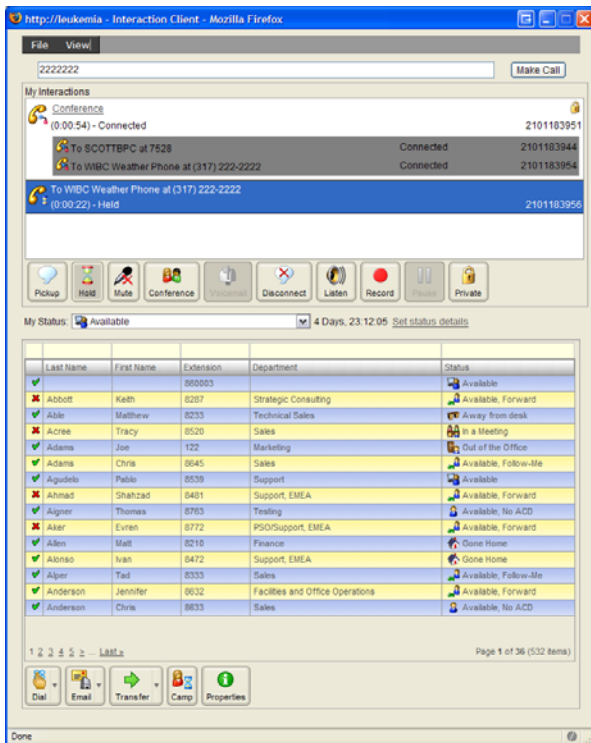 http://leukemia - Interaction Client - Mozilla Firefox
File View
2222222 Make Call
My Interactions
Conference
(0:00:54) - Connected 2101183951
To SCOTTBPC at 7528 Connected 2101183944
To WIBC Weather Phone at (317) 222-2222 Connected 2101183954
To WIBC Weather Phone at (317) 222-2222
(0:00:22) - Held 2101183956
Pickup Hold Mute Conference Voicemail Disconnect Listen Record Pause Private
My Status: Available 4 Days, 23:12:05 Set status details
Last Name First Name Extension Department Status
860003 Available
Abbott Keith 8287 Strategic Consulting Available, Forward
Able Matthew 8233 Technical Sales Away from desk
Acree Tracy 8520 Sales In a Meeting
Adams Joe 122 Marketing Out of the Office
Adams Chris 8645 Sales Available, Follow-Me
Agudelo Pablo 8539 Support Available
Ahmad Shahzad 8481 Support, EMEA Available, Forward
Aigner Thomas 8763 Testing Available, No ACD
Aker Evren 8772 PSO/Support, EMEA Available, Forward
Allen Matt 8210 Finance Gone Home
Alonso Ivan 8472 Support, EMEA Gone Home
Alper Tad 8333 Sales Available, Follow-Me
Anderson Jennifer 8632 Facilities and Office Operations Available, Forward
Anderson Chris 8633 Sales Available, No ACD
1 2 3 4 5 > ... Last » Page 1 of 36 (532 items)
Dial Email Transfer Camp Properties
Done